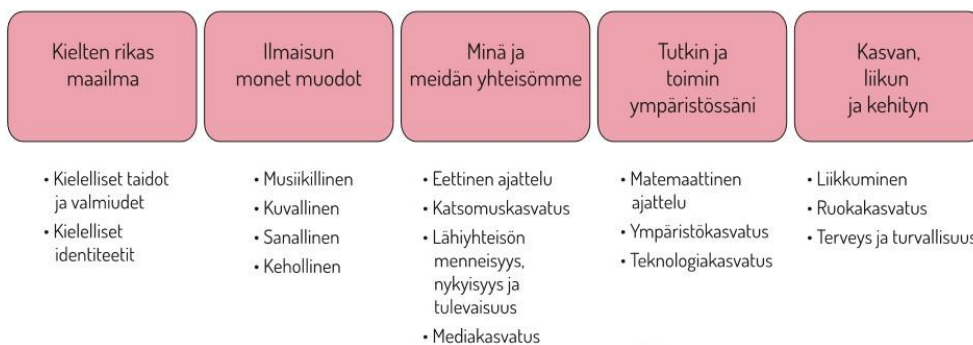 Kielten rikas
maailma
Ilmaisun
monet muodot
Minä ja
meidän yhteisömme
Tutkin ja
toimin
ympäristössäni
Kasvan,
liikun
ja kehityn
• Kielelliset taidot
ja valmiudet
• Kielelliset
identiteetit
• Musiikillinen
• Kuvallinen
• Sanallinen
• Kehollinen
• Eettinen ajattelu
• Katsomuskasvatus
• Lähiyhteisön
menneisyys,
nykyisyys ja
tulevaisuus
• Mediakasvatus
• Matemaattinen
ajattelu
• Ympäristökasvatus
• Teknologiakasvatus
• Liikkuminen
• Ruokakasvatus
• Terveys ja turvallisuus